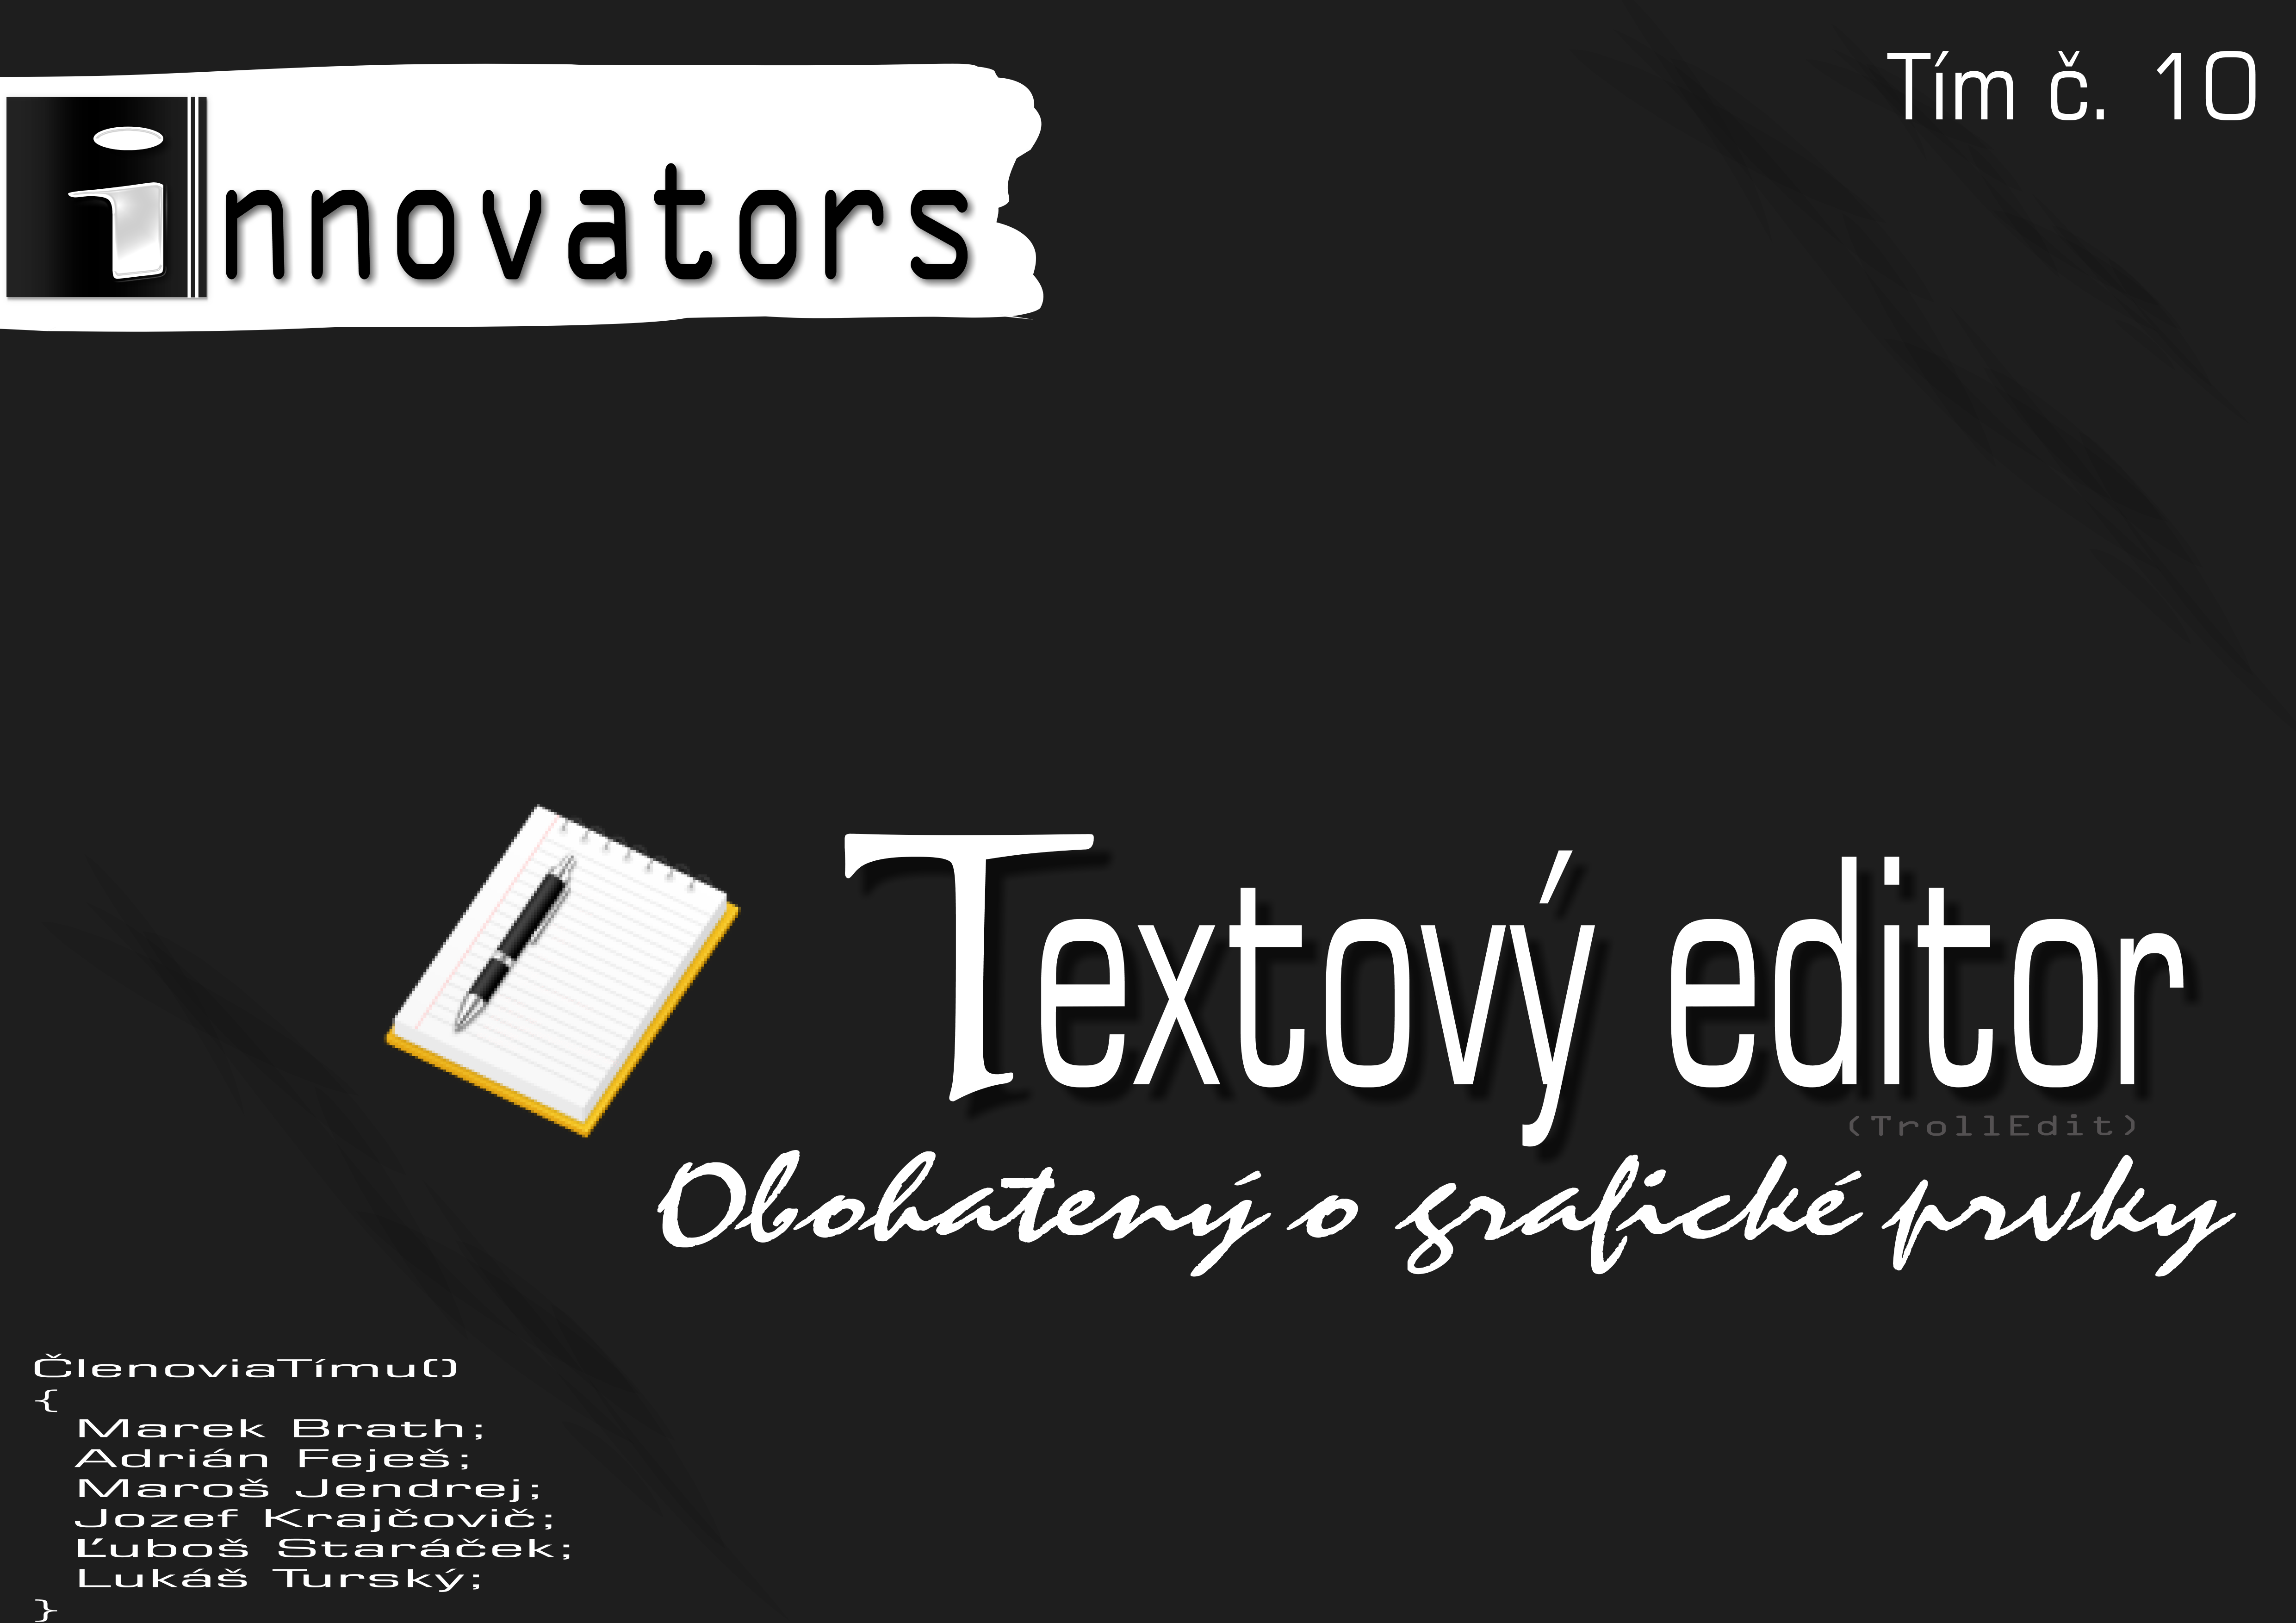 innovators
Tím č. 10
Textový editor
(TrollEdit)
Obohatený o grafické prvky
ČlenoviaTímu()
{
Marek Brath;
Adrián Feješ;
Maroš Jendrej;
Jozef Krajčovič;
Ľuboš Staráček;
Lukáš Turský;
}